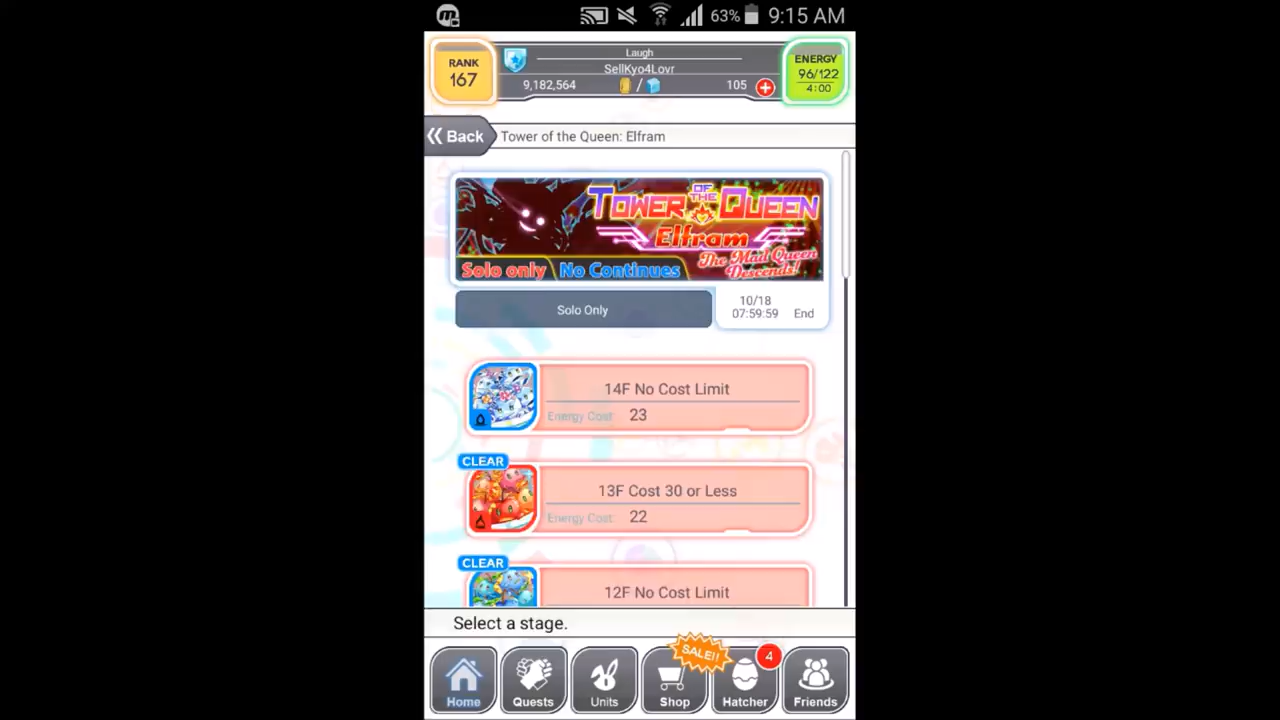 63% 9:15 AM
RANK
167
Laugh
SellKyo4Lovr
9,182,564 / 105
ENERGY
96/122
4:00
Back
Tower of the Queen: Elfram
TOWER OF THE QUEEN
Elfram
The Mad Queen
Descends!
Solo only No Continues
Solo Only
10/18
07:59:59 End
14F No Cost Limit
Energy Cost: 23
CLEAR
13F Cost 30 or Less
Energy Cost: 22
CLEAR
12F No Cost Limit
Select a stage.
SALE!!
4
Home
Quests
Units
Shop
Hatcher
Friends